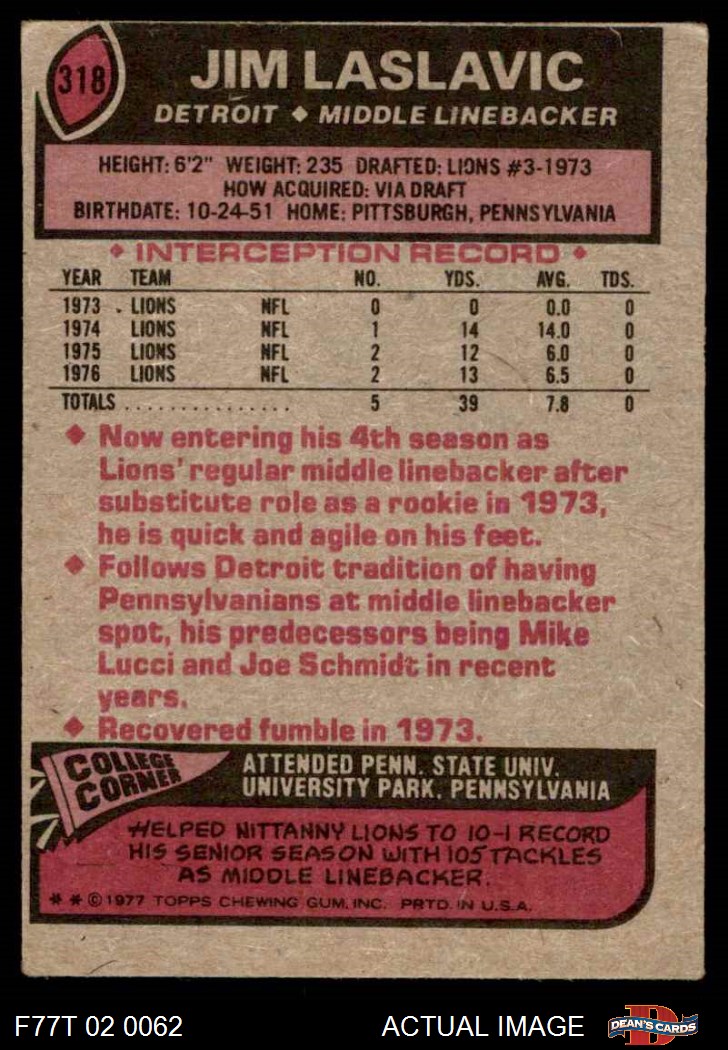 318
JIM LASLAVIC
DETROIT ◆ MIDDLE LINEBACKER
HEIGHT: 6'2" WEIGHT: 235 DRAFTED: LIONS #3-1973
HOW ACQUIRED: VIA DRAFT
BIRTHDATE: 10-24-51 HOME: PITTSBURGH, PENNSYLVANIA
◆ INTERCEPTION RECORD ◆
YEAR TEAM NO. YDS. AVG. TDS.
1973 LIONS NFL 0 0 0.0 0
1974 LIONS NFL 1 14 14.0 0
1975 LIONS NFL 2 12 6.0 0
1976 LIONS NFL 2 13 6.5 0
TOTALS ............... 5 39 7.8 0
◆ Now entering his 4th season as
Lions' regular middle linebacker after
substitute role as a rookie in 1973,
he is quick and agile on his feet.
◆ Follows Detroit tradition of having
Pennsylvanians at middle linebacker
spot, his predecessors being Mike
Lucci and Joe Schmidt in recent
years.
◆ Recovered fumble in 1973.
COLLEGE
CORNER
ATTENDED PENN. STATE UNIV.
UNIVERSITY PARK, PENNSYLVANIA
HELPED NITTANNY LIONS TO 10-1 RECORD
HIS SENIOR SEASON WITH 105 TACKLES
AS MIDDLE LINEBACKER.
* * © 1977 TOPPS CHEWING GUM, INC. PRTD. IN U.S.A.
F77T 02 0062 ACTUAL IMAGE
DEAN'S CARDS